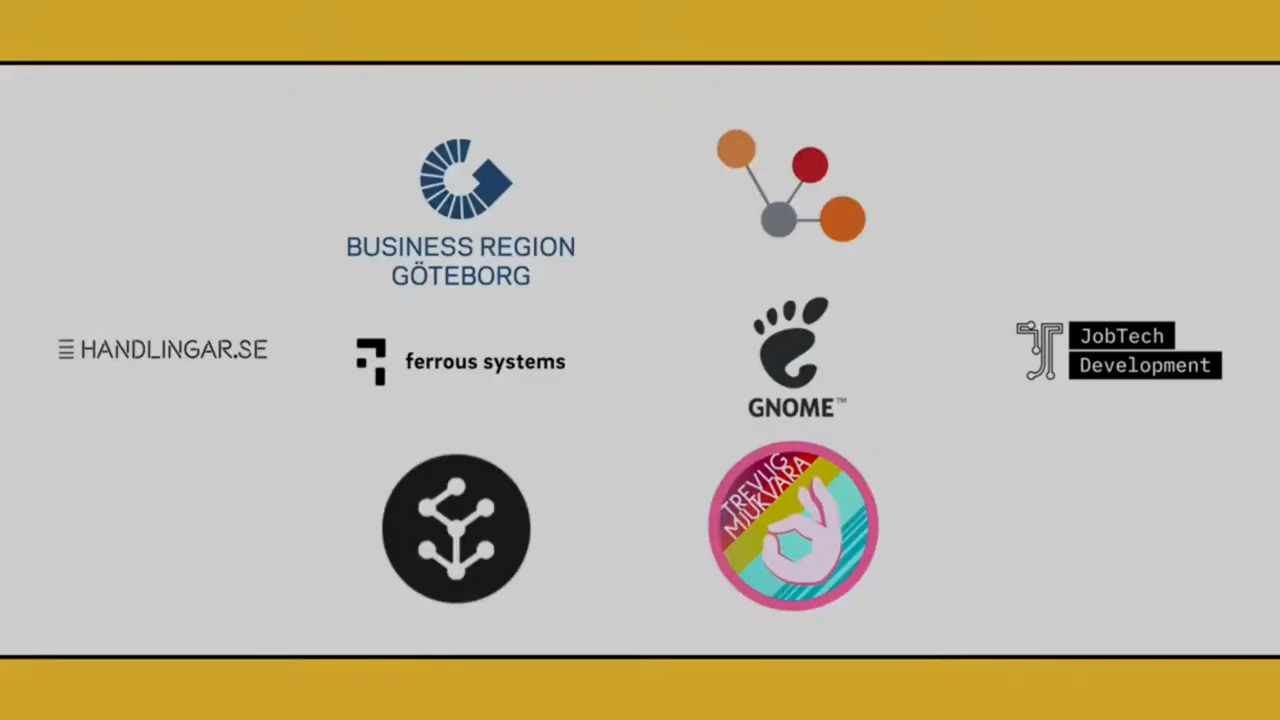 BUSINESS REGION
GÖTEBORG
HANDLINGAR.SE
ferrous systems
GNOME™
JobTech
Development
TREVLIG
MJUKVARA